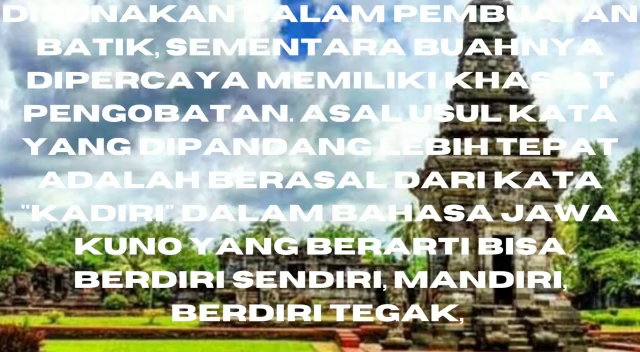 DIGUNAKAN DALAM PEMBUATAN
BATIK, SEMENTARA BUAHNYA
DIPERCAYA MEMILIKI KHASIAT
PENGOBATAN. ASAL USUL KATA
YANG DIPANDANG LEBIH TEPAT
ADALAH BERASAL DARI KATA
"KADIRI" DALAM BAHASA JAWA
KUNO YANG BERARTI BISA
BERDIRI SENDIRI, MANDIRI,
BERDIRI TEGAK,